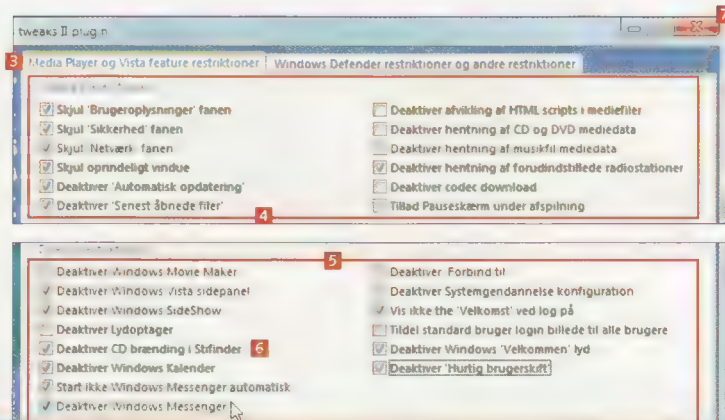 tweaks II plugin
7
3
Media Player og Vista feature restriktioner
Windows Defender restriktioner og andre restriktioner
Skjul 'Brugeroplysninger' fanen
Skjul 'Sikkerhed' fanen
Skjul Netværk fanen
Skjul oprindeligt vindue
Deaktiver 'Automatisk opdatering'
Deaktiver 'Senest åbnede filer'
Deaktiver afvikling af HTML scripts i mediefiler
Deaktiver hentning af CD og DVD mediedata
Deaktiver hentning af musikfil mediedata
Deaktiver hentning af forudindstillede radiostationer
Deaktiver codec download
Tillad Pauseskærm under afspilning
4
5
Deaktiver Windows Movie Maker
Deaktiver Windows Vista sidepanel
Deaktiver Windows SideShow
Deaktiver Lydoptager
Deaktiver CD brænding i Stifinder
6
Deaktiver Windows Kalender
Start ikke Windows Messenger automatisk
Deaktiver Windows Messenger
Deaktiver Forbind til
Deaktiver Systemgendannelse konfiguration
Vis ikke the 'Velkomst' ved log på
Tildel standard bruger login billede til alle brugere
Deaktiver Windows 'Velkommen' lyd
Deaktiver 'Hurtig brugerskift'